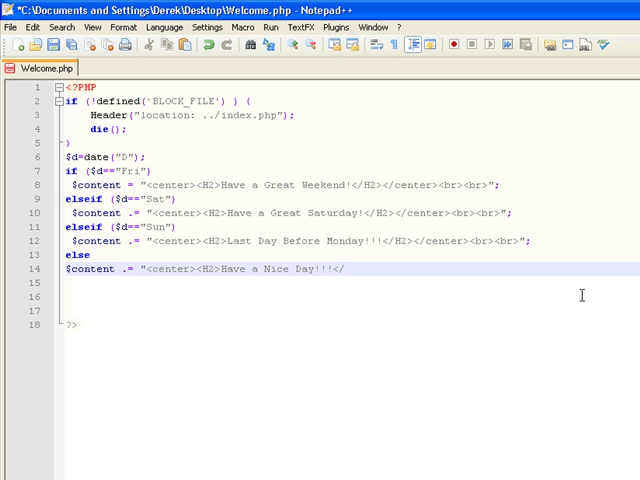 *C:\Documents and Settings\Derek\Desktop\Welcome.php - Notepad++
File Edit Search View Format Language Settings Macro Run TextFX Plugins Window ?
Welcome.php
1 <?PHP
2 if (!defined('BLOCK_FILE') ) {
3 Header("location: ../index.php");
4 die();
5 }
6 $d=date("D");
7 if ($d=="Fri")
8 $content = "<center><H2>Have a Great Weekend!</H2></center><br><br>";
9 elseif ($d=="Sat")
10 $content .= "<center><H2>Have a Great Saturday!</H2></center><br><br>";
11 elseif ($d=="Sun")
12 $content .= "<center><H2>Last Day Before Monday!!!</H2></center><br><br>";
13 else
14 $content .= "<center><H2>Have a Nice Day!!!</
15
16
17
18 ?>